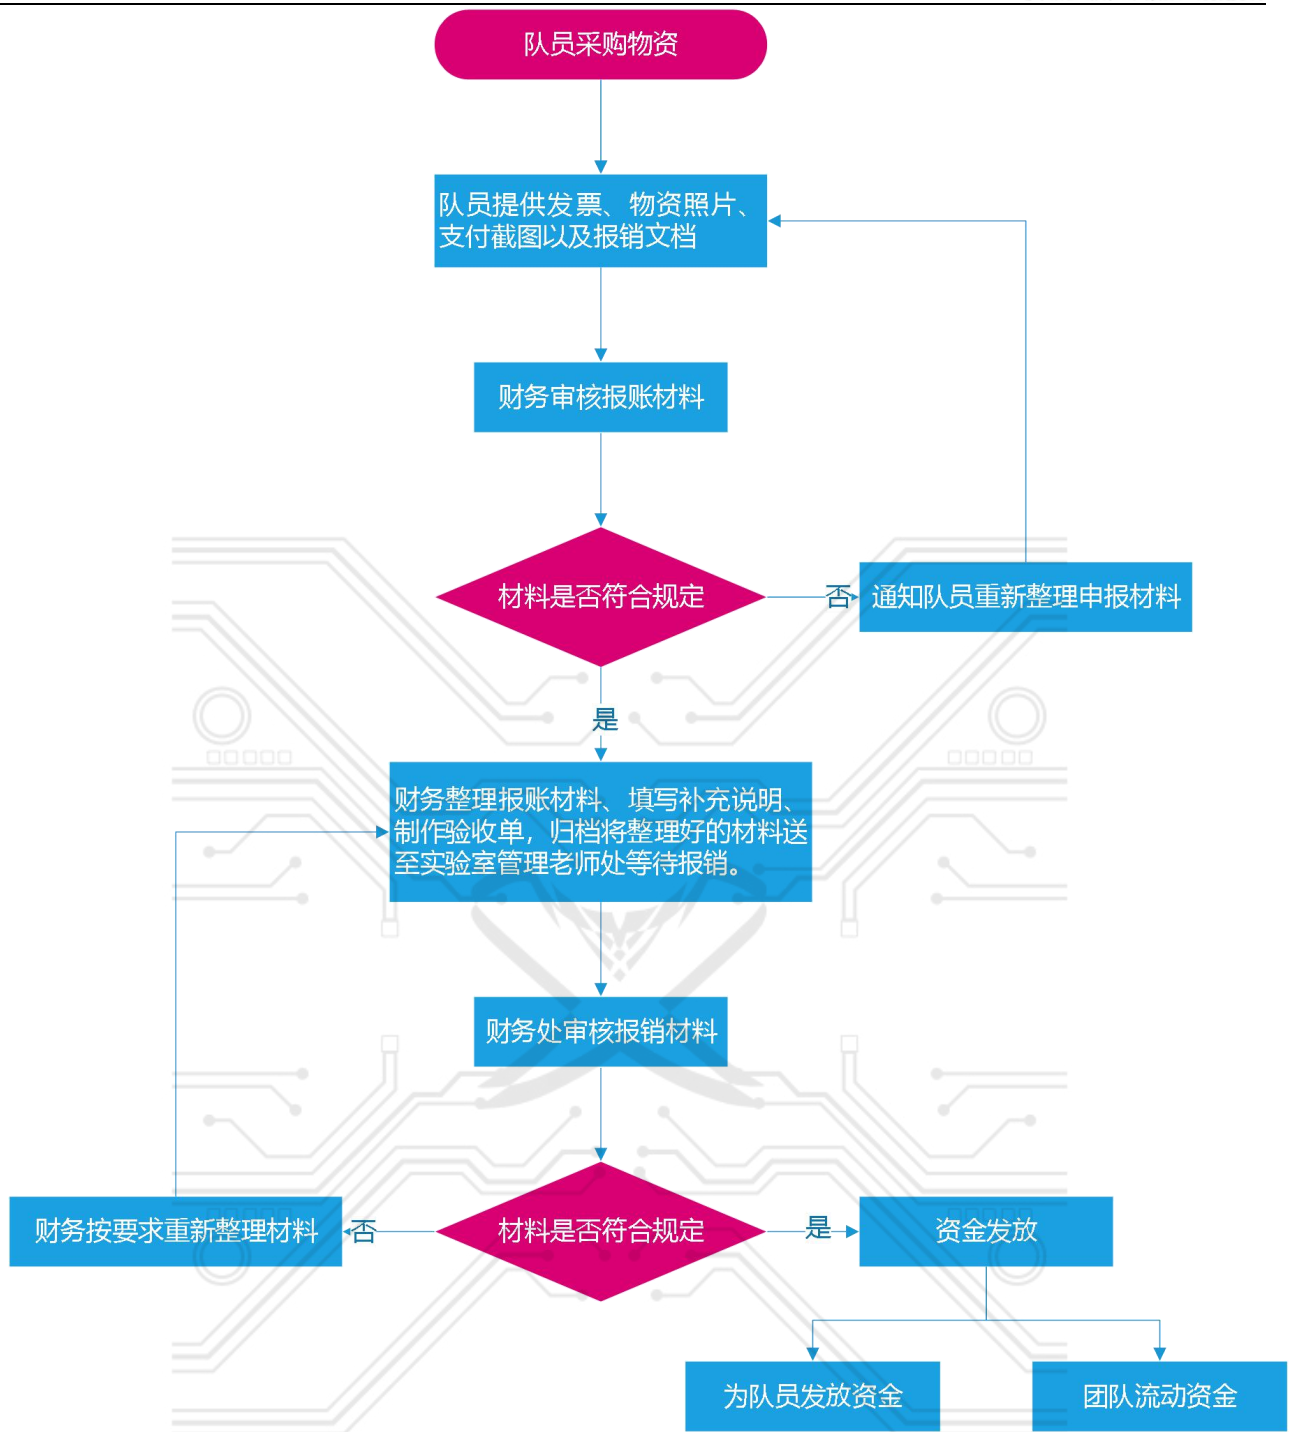 队员采购物资
队员提供发票、物资照片、
支付截图以及报销文档
财务审核报账材料
材料是否符合规定
否
通知队员重新整理申报材料
是
财务整理报账材料、填写补充说明、
制作验收单，归档将整理好的材料送
至实验室管理老师处等待报销。
财务处审核报销材料
财务按要求重新整理材料
否
材料是否符合规定
是
资金发放
为队员发放资金
团队流动资金